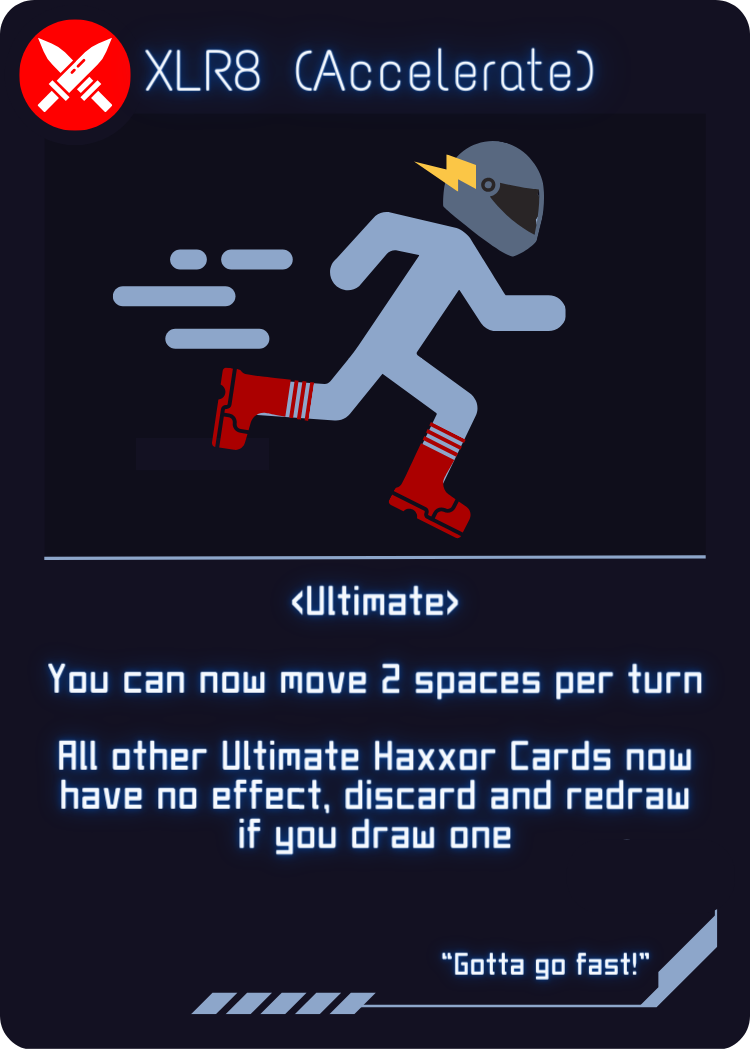 XLR8 (Accelerate)
<Ultimate>
You can now move 2 spaces per turn
All other Ultimate Haxxor Cards now
have no effect, discard and redraw
if you draw one
“Gotta go fast!”